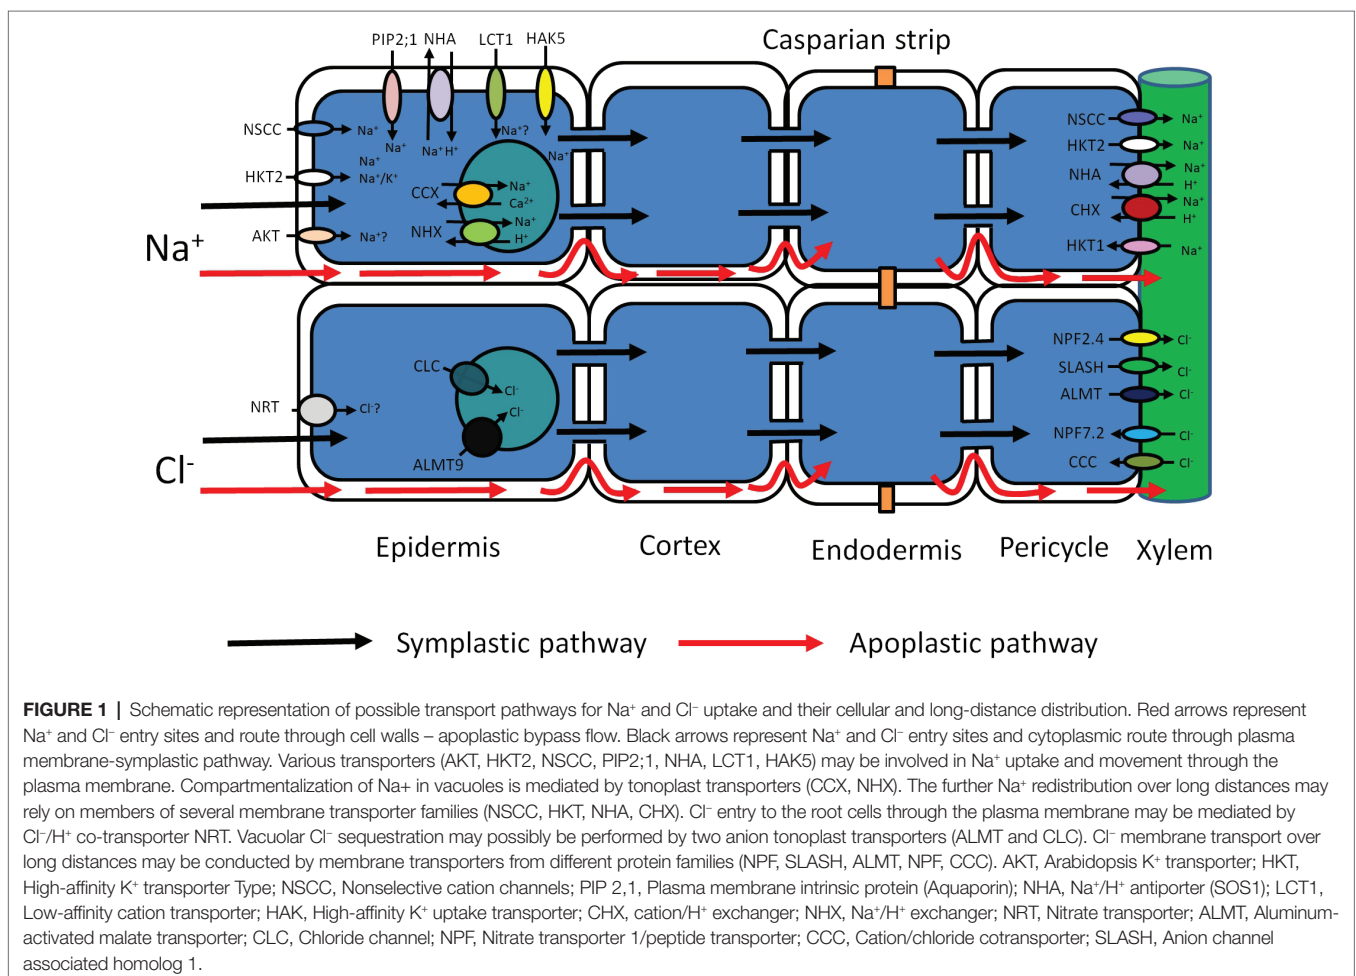 Casparian strip
PIP2;1 NHA LCT1 HAK5
NSCC
Na⁺
Na⁺
Na⁺ H⁺
Na⁺?
Na⁺
HKT2
Na⁺
Na⁺/K⁺
AKT
Na⁺?
CCX
Na⁺
Ca²⁺
NHX
Na⁺
H⁺
Na⁺
NSCC
Na⁺
HKT2
Na⁺
NHA
Na⁺
H⁺
CHX
Na⁺
H⁺
HKT1
Na⁺
NRT
Cl⁻?
CLC
Cl⁻
Cl⁻
ALMT9
Cl⁻
NPF2.4
Cl⁻
SLASH
Cl⁻
ALMT
Cl⁻
NPF7.2
Cl⁻
CCC
Cl⁻
Epidermis
Cortex
Endodermis
Pericycle
Xylem
Symplastic pathway
Apoplastic pathway
FIGURE 1 | Schematic representation of possible transport pathways for Na⁺ and Cl⁻ uptake and their cellular and long-distance distribution. Red arrows represent
Na⁺ and Cl⁻ entry sites and route through cell walls – apoplastic bypass flow. Black arrows represent Na⁺ and Cl⁻ entry sites and cytoplasmic route through plasma
membrane-symplastic pathway. Various transporters (AKT, HKT2, NSCC, PIP2;1, NHA, LCT1, HAK5) may be involved in Na⁺ uptake and movement through the
plasma membrane. Compartmentalization of Na+ in vacuoles is mediated by tonoplast transporters (CCX, NHX). The further Na⁺ redistribution over long distances may
rely on members of several membrane transporter families (NSCC, HKT, NHA, CHX). Cl⁻ entry to the root cells through the plasma membrane may be mediated by
Cl⁻/H⁺ co-transporter NRT. Vacuolar Cl⁻ sequestration may possibly be performed by two anion tonoplast transporters (ALMT and CLC). Cl⁻ membrane transport over
long distances may be conducted by membrane transporters from different protein families (NPF, SLASH, ALMT, NPF, CCC). AKT, Arabidopsis K⁺ transporter; HKT,
High-affinity K⁺ transporter Type; NSCC, Nonselective cation channels; PIP 2,1, Plasma membrane intrinsic protein (Aquaporin); NHA, Na⁺/H⁺ antiporter (SOS1); LCT1,
Low-affinity cation transporter; HAK, High-affinity K⁺ uptake transporter; CHX, cation/H⁺ exchanger; NHX, Na⁺/H⁺ exchanger; NRT, Nitrate transporter; ALMT, Aluminum-
activated malate transporter; CLC, Chloride channel; NPF, Nitrate transporter 1/peptide transporter; CCC, Cation/chloride cotransporter; SLASH, Anion channel
associated homolog 1.